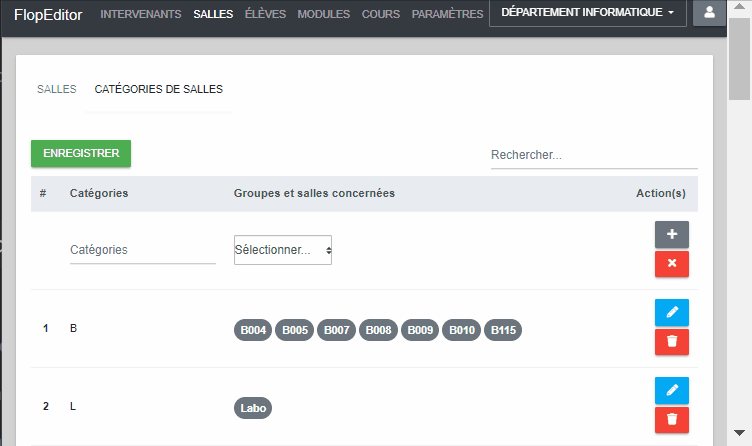 FlopEditor INTERVENANTS SALLES ÉLÈVES MODULES COURS PARAMÈTRES DÉPARTEMENT INFORMATIQUE
SALLES CATÉGORIES DE SALLES
ENREGISTRER Rechercher...
# Catégories Groupes et salles concernées Action(s)
Catégories Sélectionner...
1 B B004 B005 B007 B008 B009 B010 B115
2 L Labo